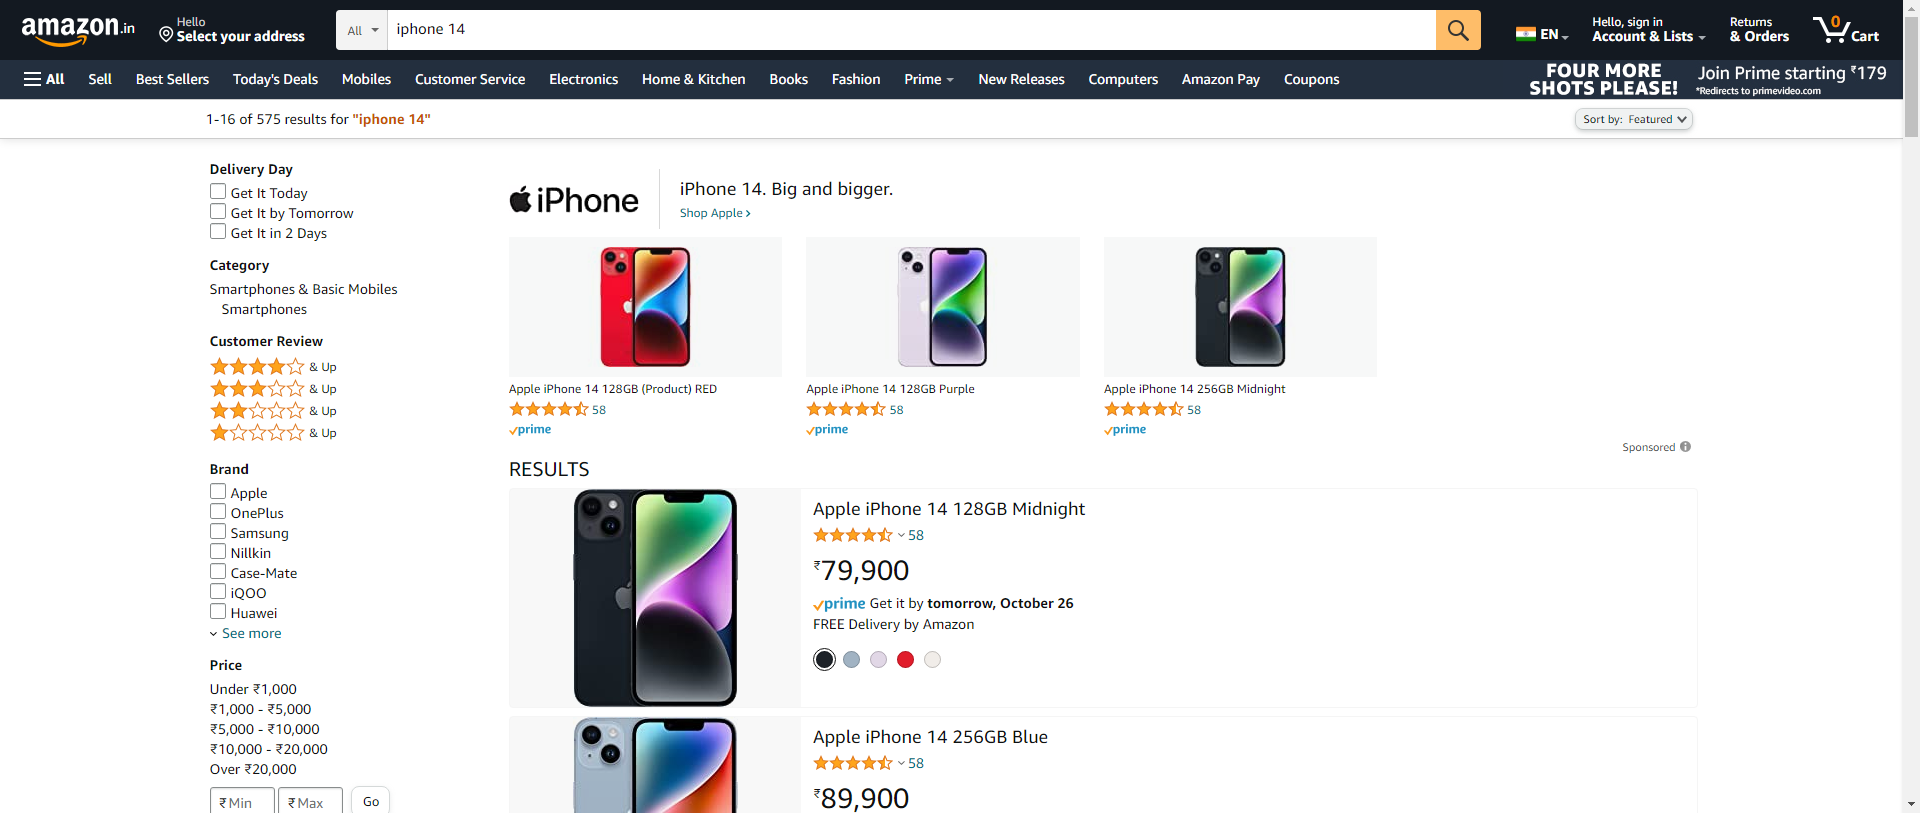 amazon.in
Hello
Select your address
All
iphone 14
EN
Hello, sign in
Account & Lists
Returns
& Orders
0
Cart
All
Sell
Best Sellers
Today's Deals
Mobiles
Customer Service
Electronics
Home & Kitchen
Books
Fashion
Prime
New Releases
Computers
Amazon Pay
Coupons
FOUR MORE
SHOTS PLEASE!
Join Prime starting ₹179
*Redirects to primevideo.com
1-16 of 575 results for "iphone 14"
Sort by: Featured
Delivery Day
Get It Today
Get It by Tomorrow
Get It in 2 Days
Category
Smartphones & Basic Mobiles
Smartphones
Customer Review
& Up
& Up
& Up
& Up
Brand
Apple
OnePlus
Samsung
Nillkin
Case-Mate
iQOO
Huawei
See more
Price
Under ₹1,000
₹1,000 - ₹5,000
₹5,000 - ₹10,000
₹10,000 - ₹20,000
Over ₹20,000
₹ Min
₹ Max
Go
iPhone
iPhone 14. Big and bigger.
Shop Apple ›
Apple iPhone 14 128GB (Product) RED
58
prime
Apple iPhone 14 128GB Purple
58
prime
Apple iPhone 14 256GB Midnight
58
prime
Sponsored
RESULTS
Apple iPhone 14 128GB Midnight
58
₹79,900
prime Get it by tomorrow, October 26
FREE Delivery by Amazon
Apple iPhone 14 256GB Blue
58
₹89,900